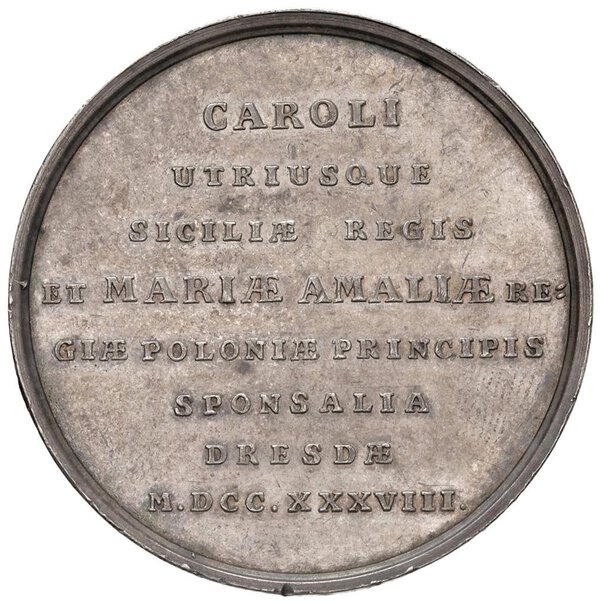 CAROLI
UTRIUSQUE
SICILIÆ REGIS
ET MARIÆ AMALIÆ RE:
GIÆ POLONIÆ PRINCIPIS
SPONSALIA
DRESDÆ
M.DCC.XXXVIII.